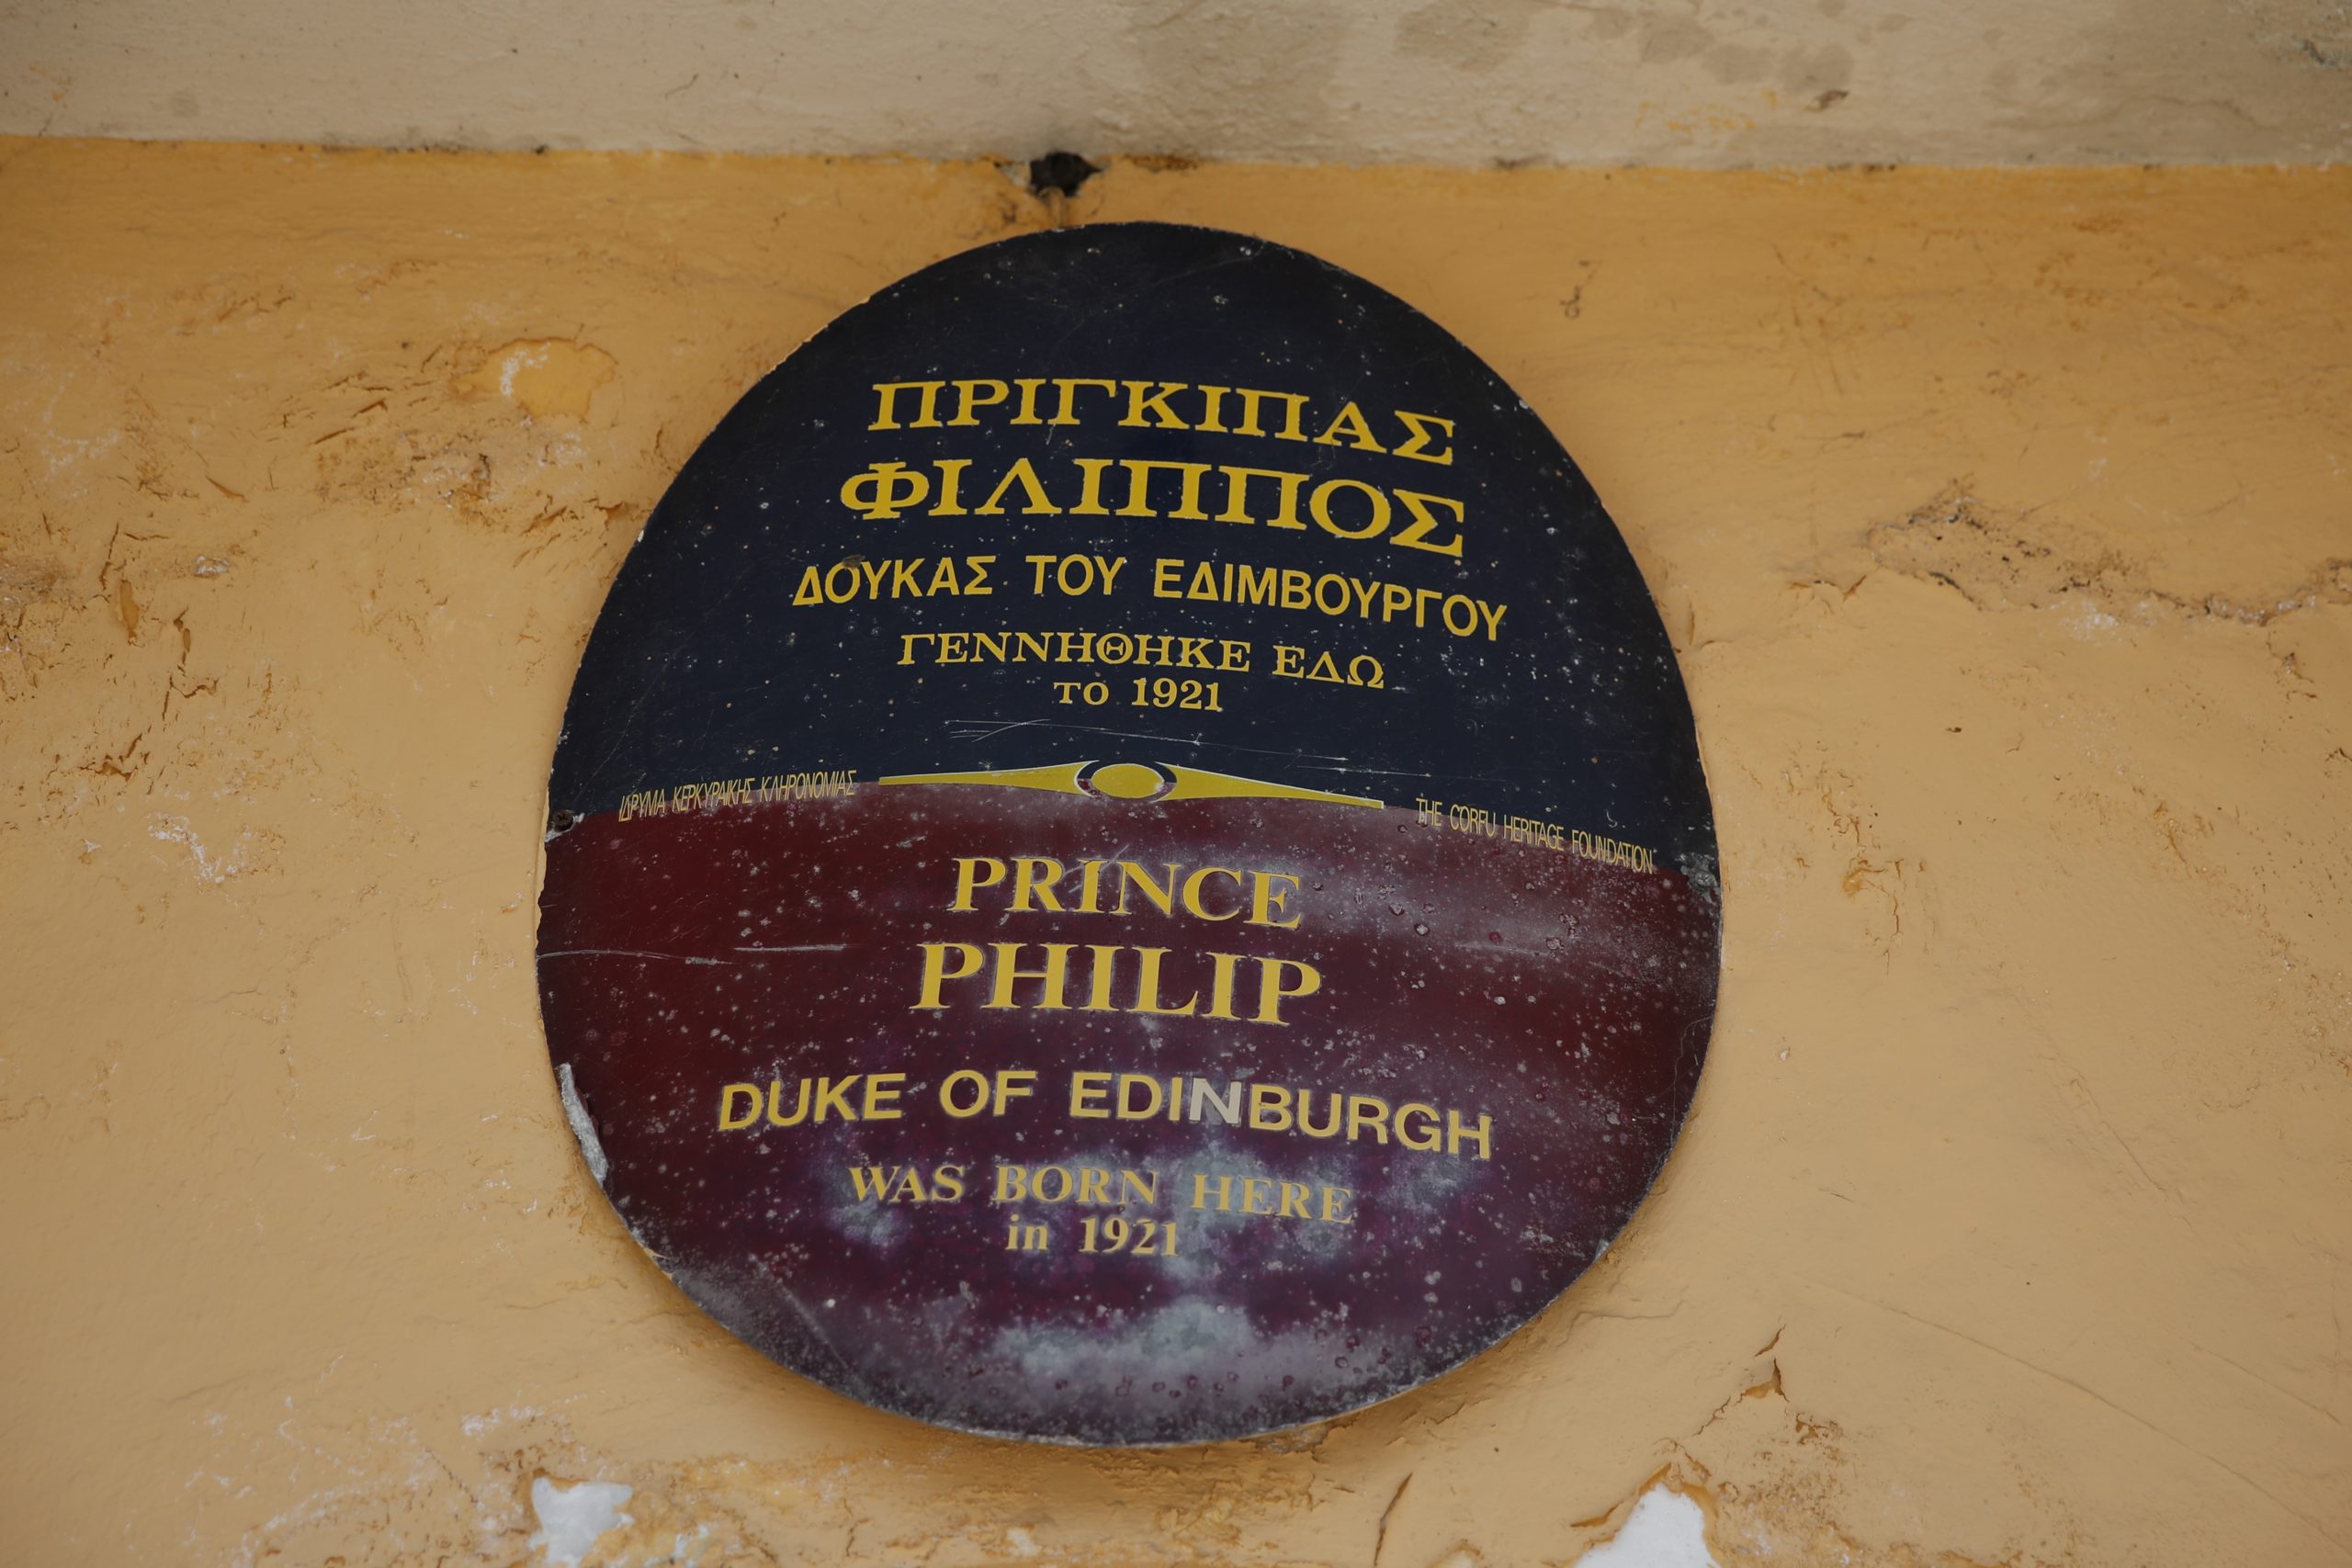 ΠΡΙΓΚΙΠΑΣ
ΦΙΛΙΠΠΟΣ
ΔΟΥΚΑΣ ΤΟΥ ΕΔΙΜΒΟΥΡΓΟΥ
ΓΕΝΝΗΘΗΚΕ ΕΔΩ
ΤΟ 1921
ΙΔΡΥΜΑ ΚΕΡΚΥΡΑΙΚΗΣ ΚΛΗΡΟΝΟΜΙΑΣ
THE CORFU HERITAGE FOUNDATION
PRINCE
PHILIP
DUKE OF EDINBURGH
WAS BORN HERE
in 1921